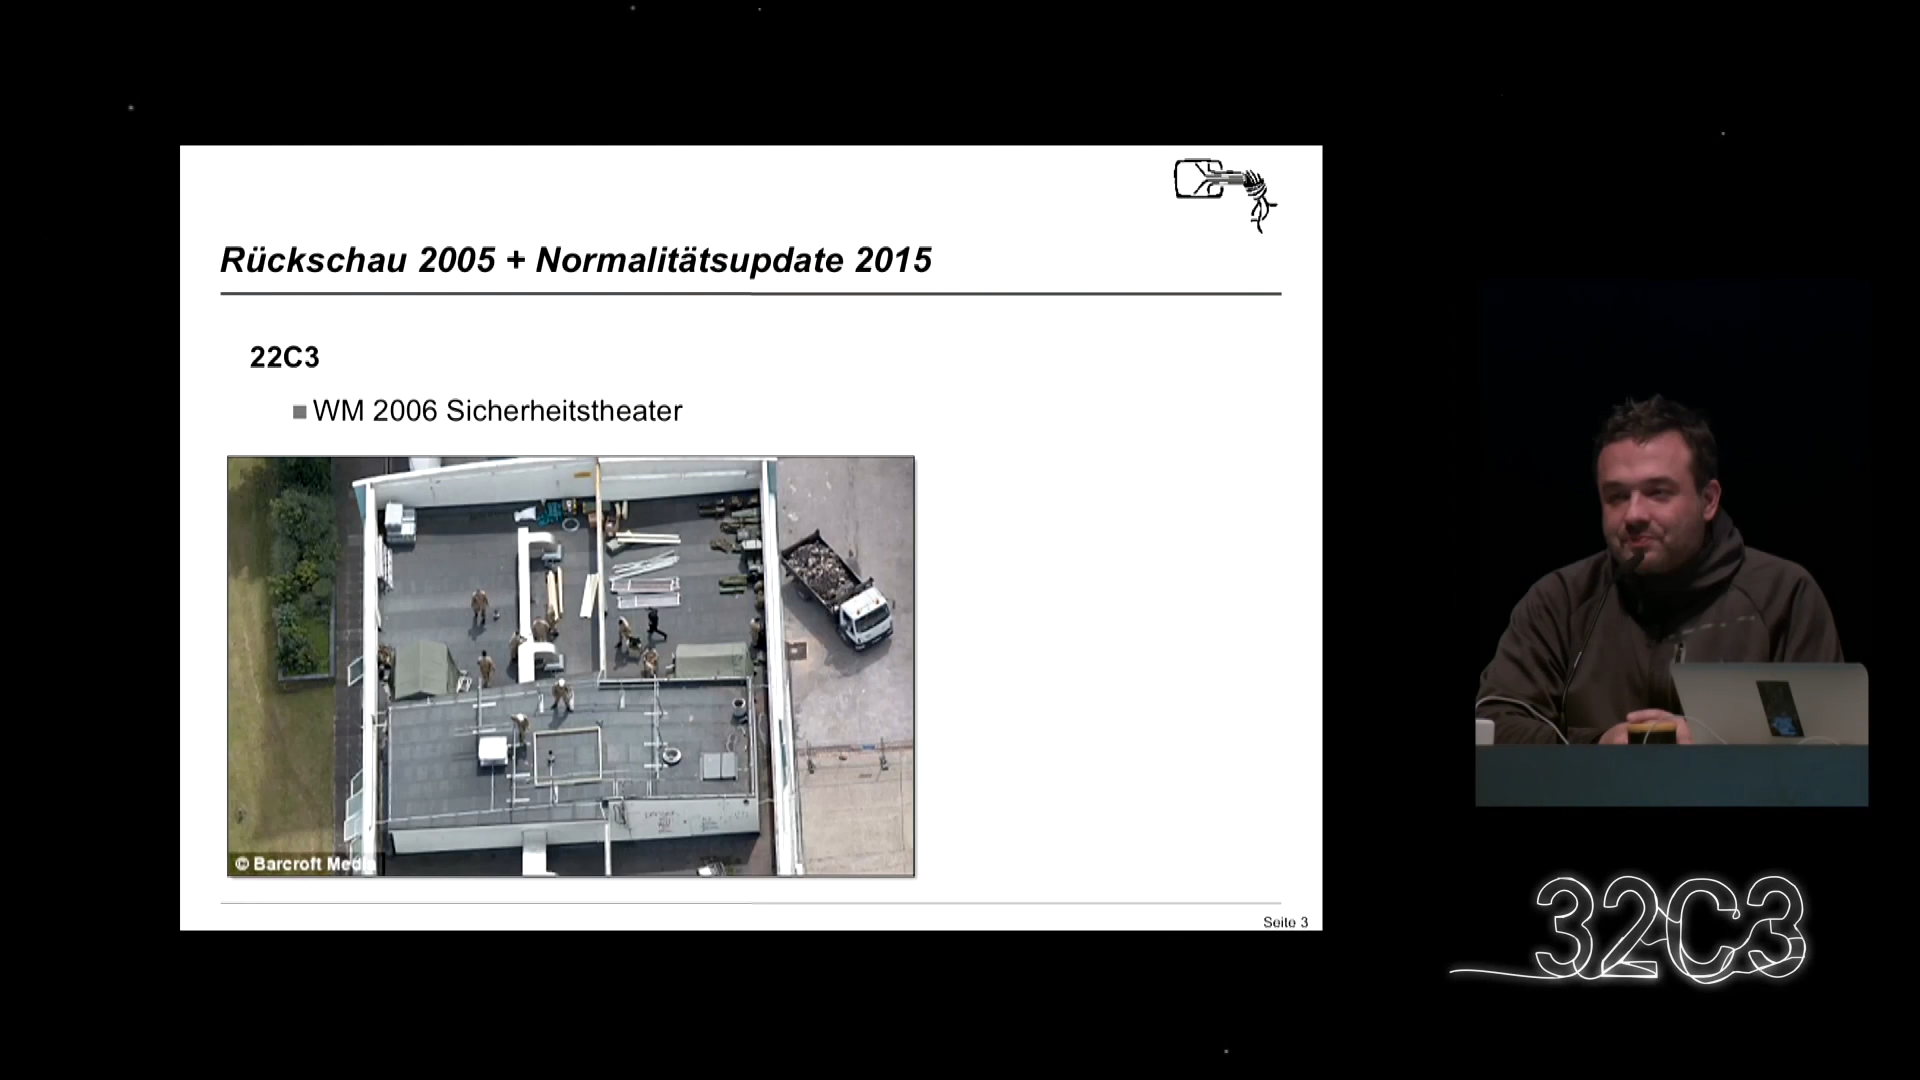 Rückschau 2005 + Normalitätsupdate 2015
22C3
WM 2006 Sicherheitstheater
© Barcroft Media
Seite 3
32C3